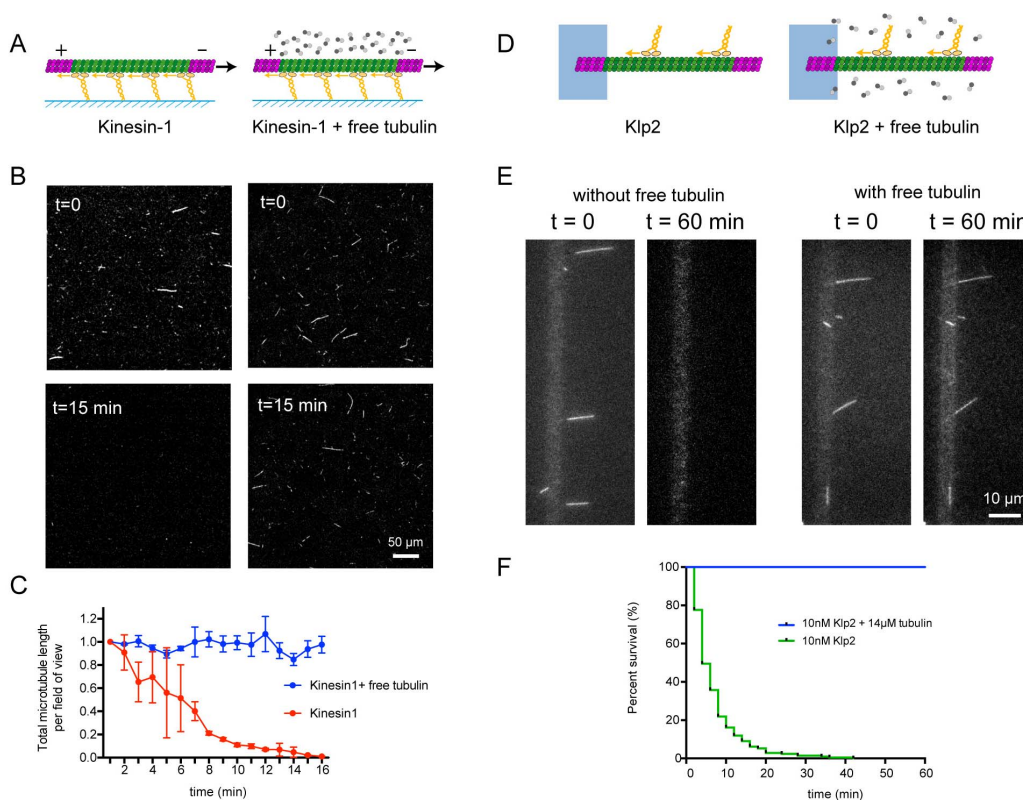 A
+
−
+
−
Kinesin-1
Kinesin-1 + free tubulin
B
t=0
t=0
t=15 min
t=15 min
50 µm
C
Total microtubule length
per field of view
1.2
1.0
0.8
0.6
0.4
0.2
0.0
2 4 6 8 10 12 14 16
time (min)
Kinesin1+ free tubulin
Kinesin1
D
Klp2
Klp2 + free tubulin
E
without free tubulin
t = 0
t = 60 min
with free tubulin
t = 0
t = 60 min
10 µm
F
Percent survival (%)
100
80
60
40
20
0
0 10 20 30 40 50 60
time (min)
10nM Klp2 + 14µM tubulin
10nM Klp2